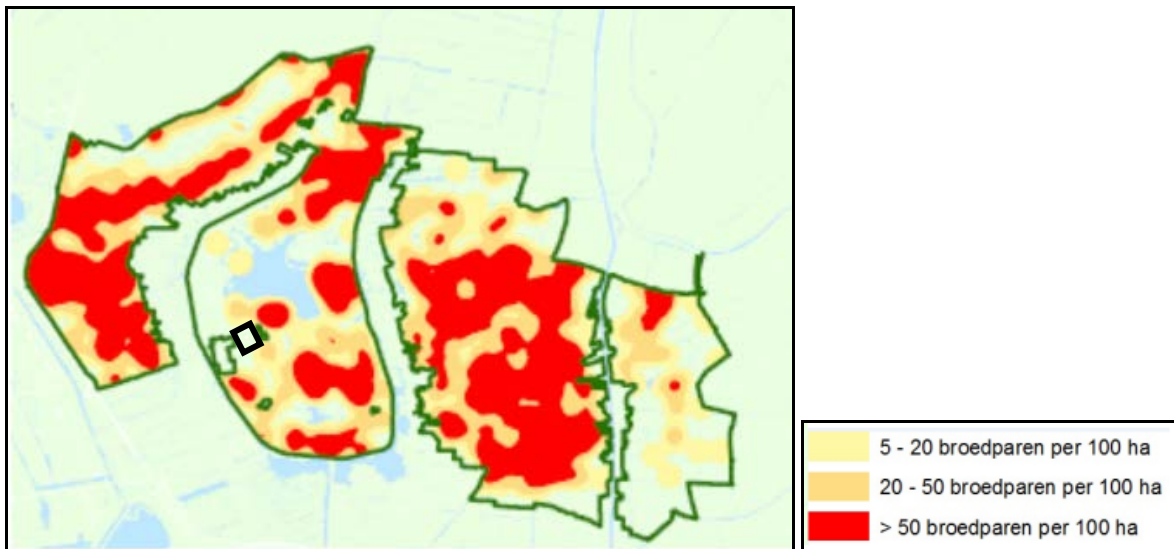 5 - 20 broedparen per 100 ha
20 - 50 broedparen per 100 ha
> 50 broedparen per 100 ha